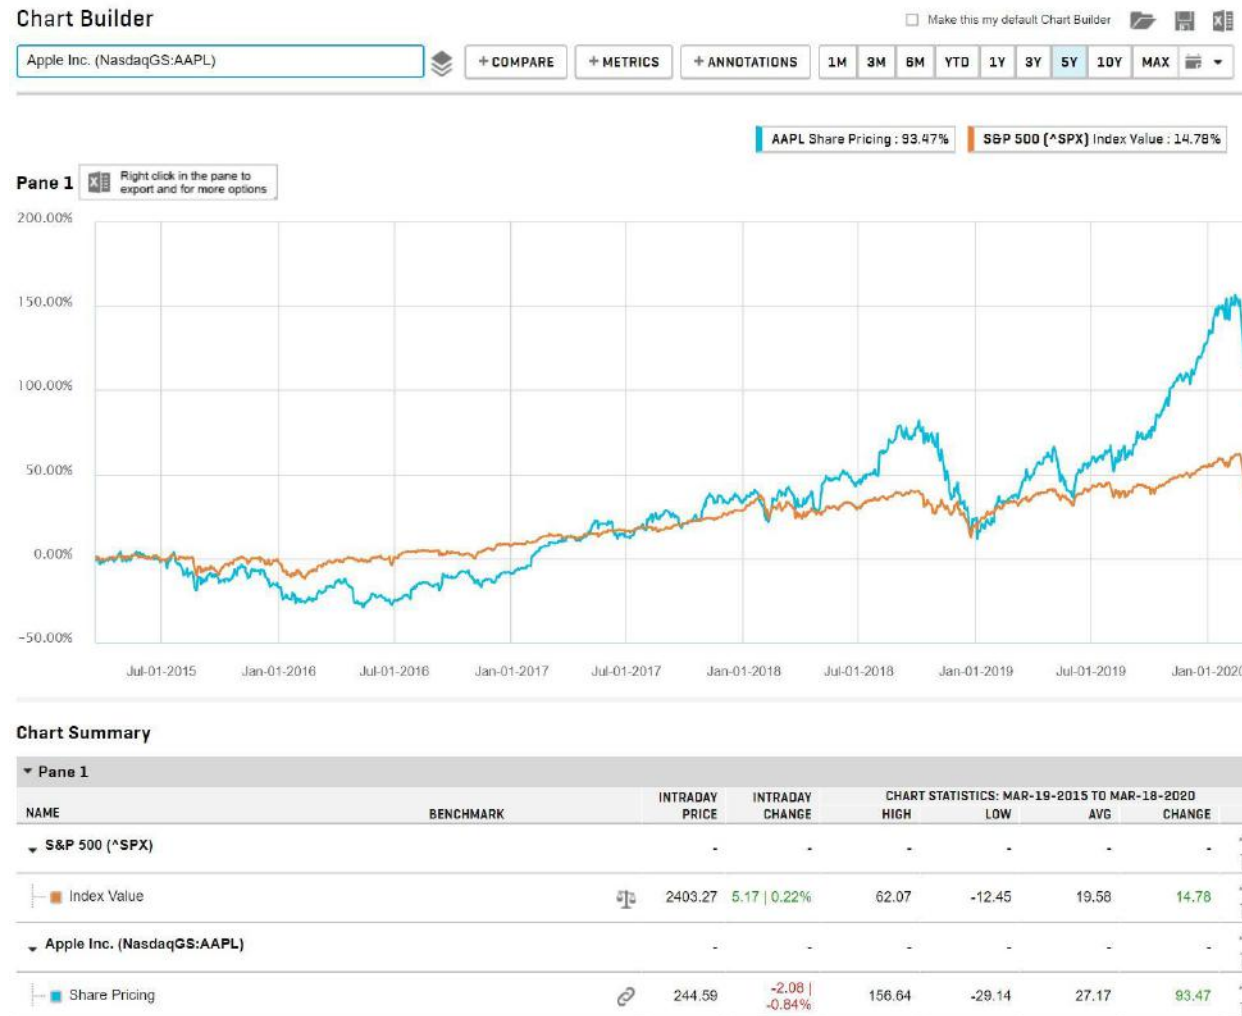 Chart Builder
Make this my default Chart Builder
Apple Inc. (NasdaqGS:AAPL)
+ COMPARE
+ METRICS
+ ANNOTATIONS
1M 3M 6M YTD 1Y 3Y 5Y 10Y MAX
AAPL Share Pricing : 93.47%
S&P 500 (^SPX) Index Value : 14.78%
Pane 1
Right click in the pane to
export and for more options
200.00%
150.00%
100.00%
50.00%
0.00%
-50.00%
Jul-01-2015 Jan-01-2016 Jul-01-2016 Jan-01-2017 Jul-01-2017 Jan-01-2018 Jul-01-2018 Jan-01-2019 Jul-01-2019 Jan-01-2020
Chart Summary
Pane 1
NAME
BENCHMARK
INTRADAY
PRICE
INTRADAY
CHANGE
CHART STATISTICS: MAR-19-2015 TO MAR-18-2020
HIGH LOW AVG CHANGE
S&P 500 (^SPX) - - - - - -
Index Value 2403.27 5.17 | 0.22% 62.07 -12.45 19.58 14.78
Apple Inc. (NasdaqGS:AAPL) - - - - - -
Share Pricing 244.59 -2.08 |
-0.84% 156.64 -29.14 27.17 93.47